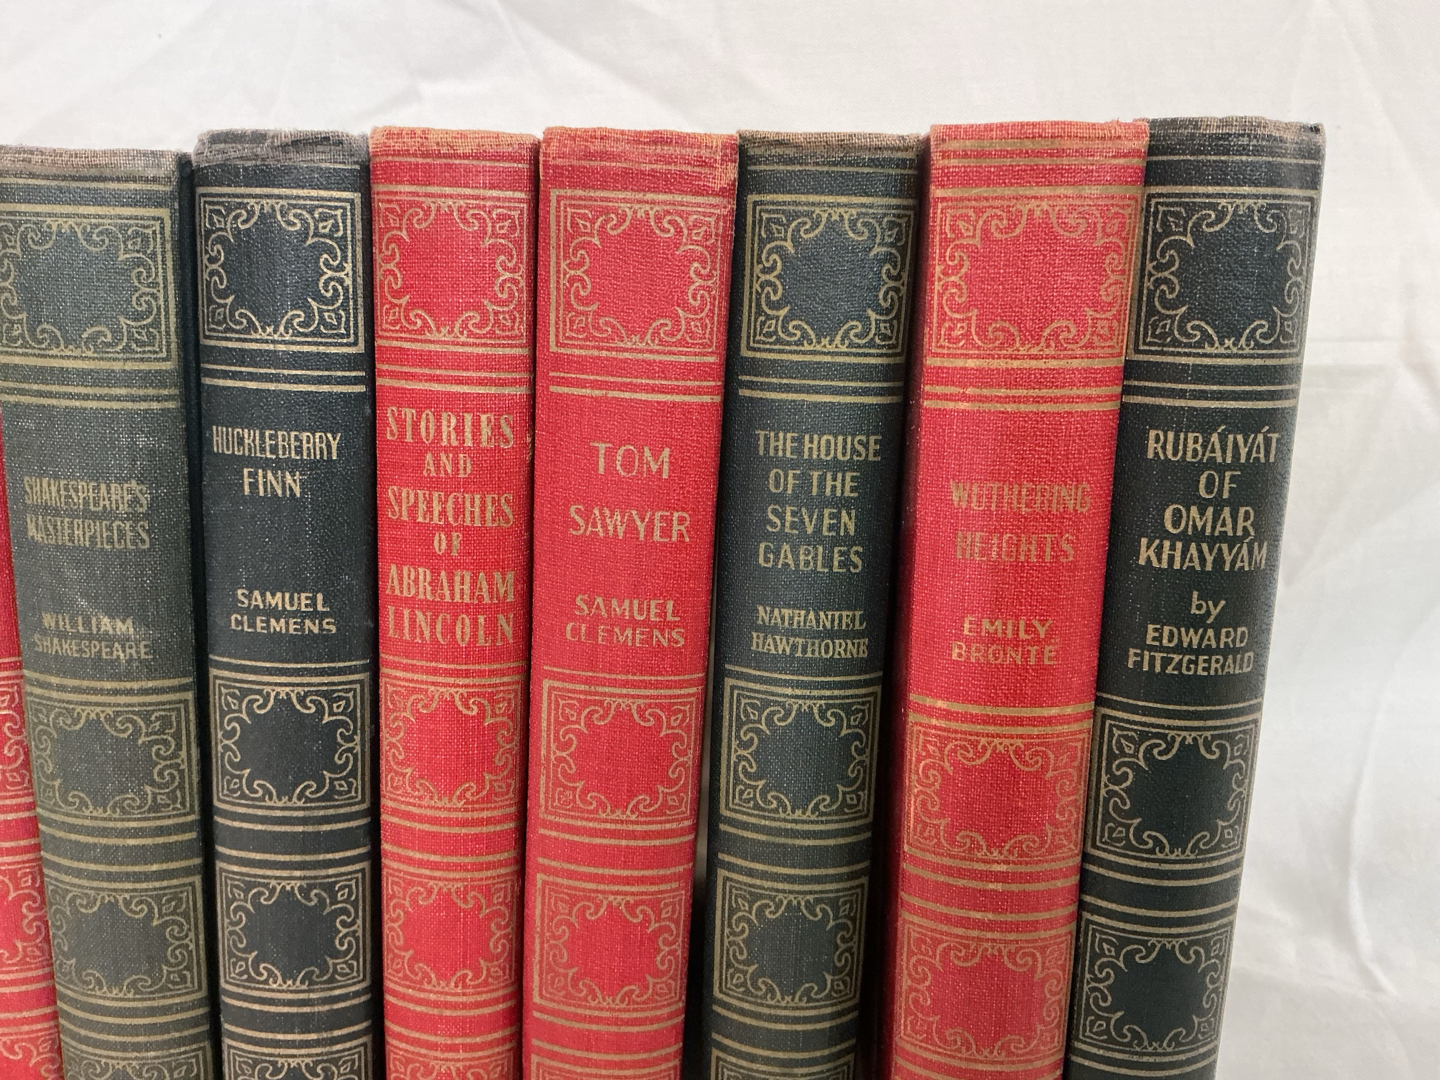 SHAKESPEARE'S
MASTERPIECES
WILLIAM
SHAKESPEARE
HUCKLEBERRY
FINN
SAMUEL
CLEMENS
STORIES
AND
SPEECHES
OF
ABRAHAM
LINCOLN
TOM
SAWYER
SAMUEL
CLEMENS
THE HOUSE
OF THE
SEVEN
GABLES
NATHANIEL
HAWTHORNE
WUTHERING
HEIGHTS
EMILY
BRONTË
RUBÁIYÁT
OF
OMAR
KHAYYÁM
by
EDWARD
FITZGERALD